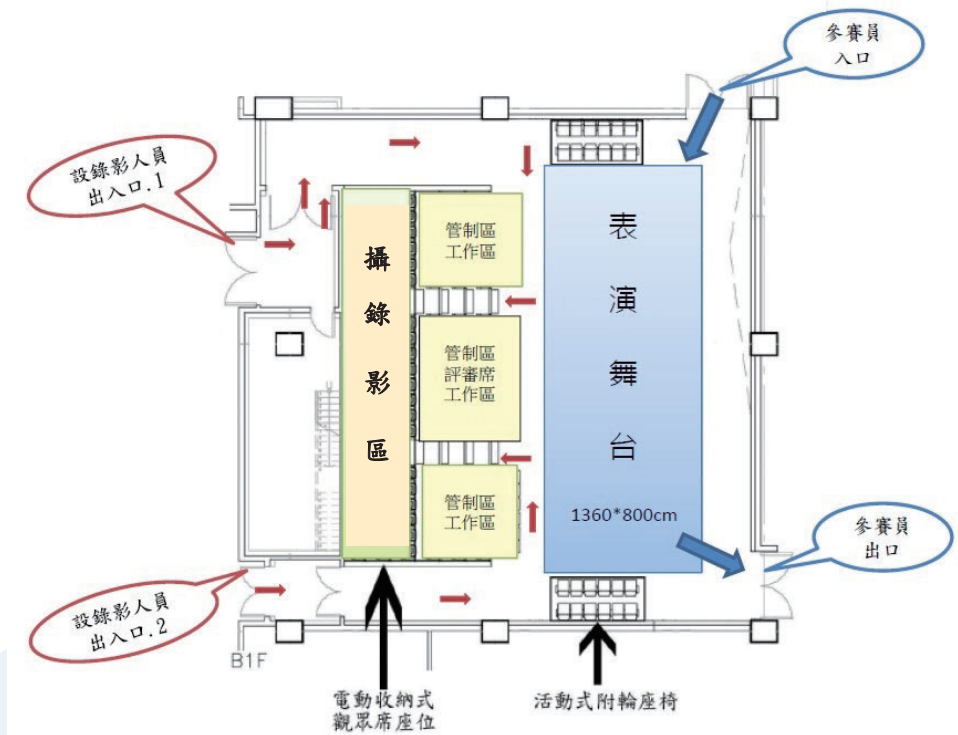 參賽員
入口
設錄影人員
出入口.1
攝錄影區
管制區
工作區
管制區
評審席
工作區
管制區
工作區
表演舞台
1360*800cm
參賽員
出口
設錄影人員
出入口.2
B1F
電動收納式
觀眾席座位
活動式附輪座椅